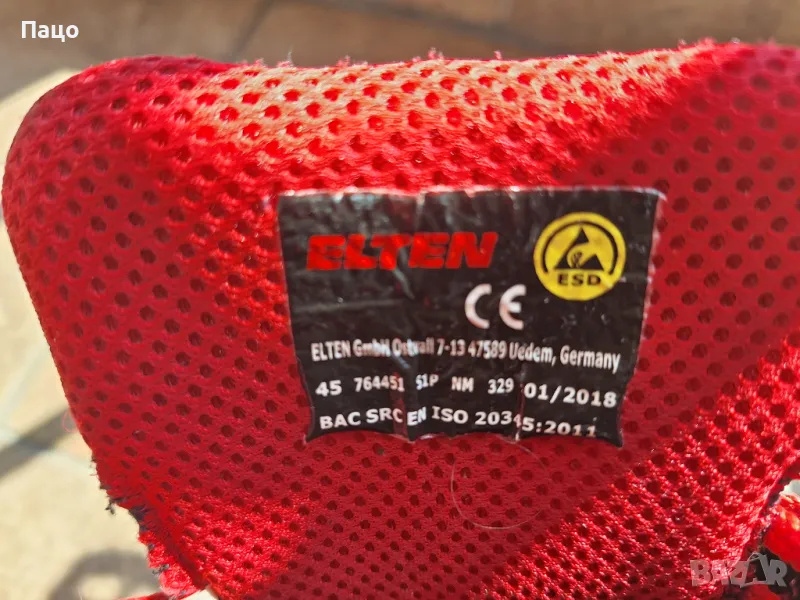 Пацо
ELTEN
ESD
CE
ELTEN GmbH Ostwall 7-13 47589 Uedem, Germany
45 764451 S1P NM 329 01/2018
BAC SRC EN ISO 20345:2011
BAZAR